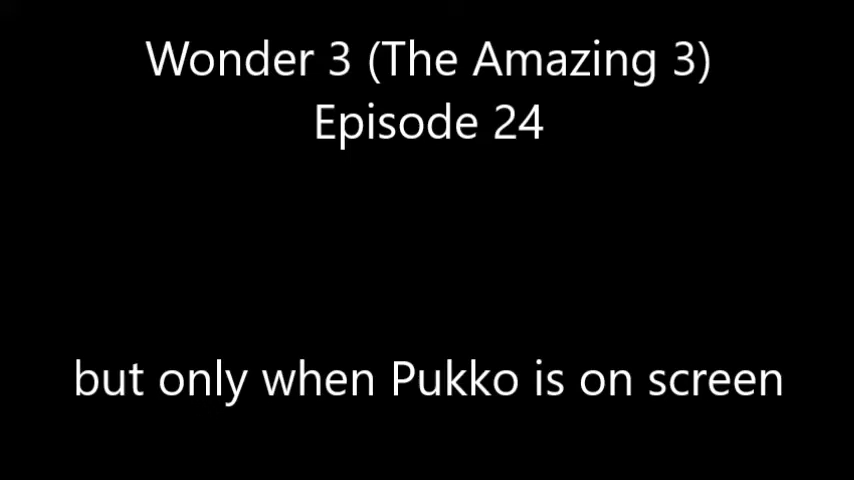 Wonder 3 (The Amazing 3)
Episode 24
but only when Pukko is on screen